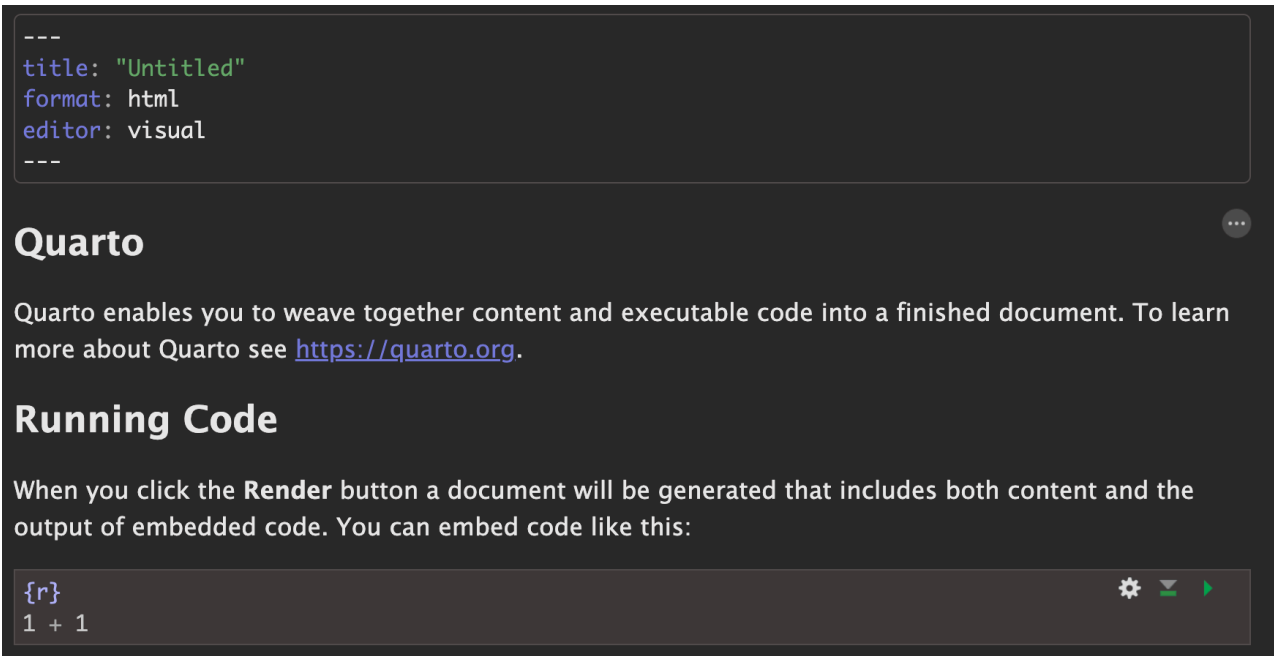 ---
title: "Untitled"
format: html
editor: visual
---
Quarto
Quarto enables you to weave together content and executable code into a finished document. To learn
more about Quarto see https://quarto.org.
Running Code
When you click the Render button a document will be generated that includes both content and the
output of embedded code. You can embed code like this:
{r}
1 + 1